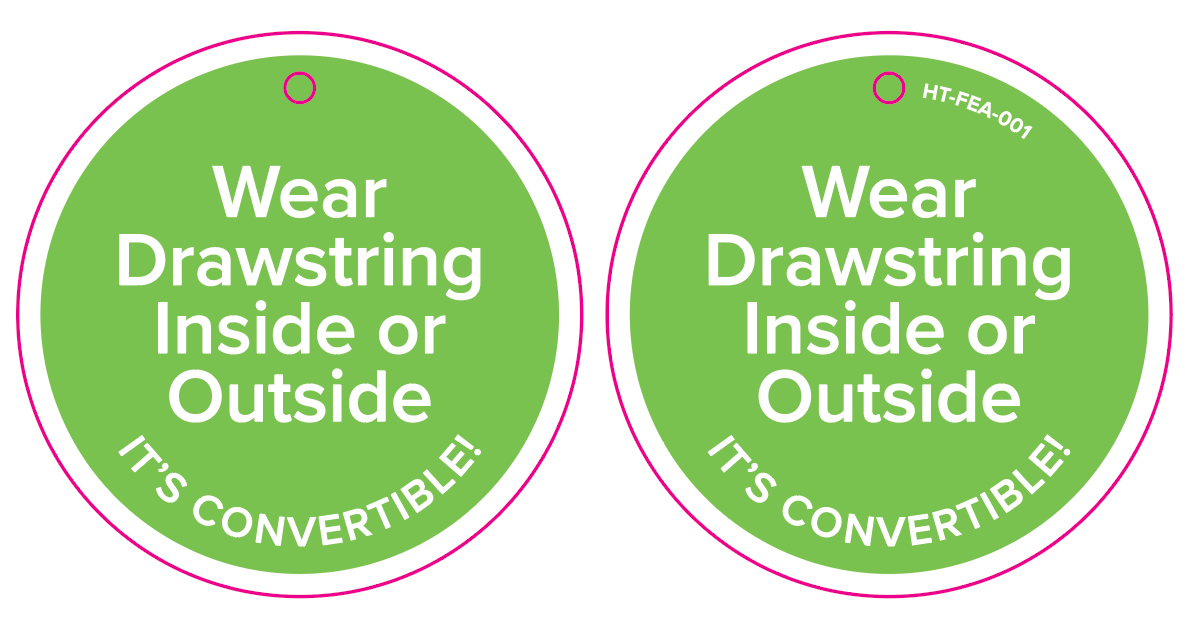 Wear
Drawstring
Inside or
Outside
IT'S CONVERTIBLE!
HT-FEA-001
Wear
Drawstring
Inside or
Outside
IT'S CONVERTIBLE!